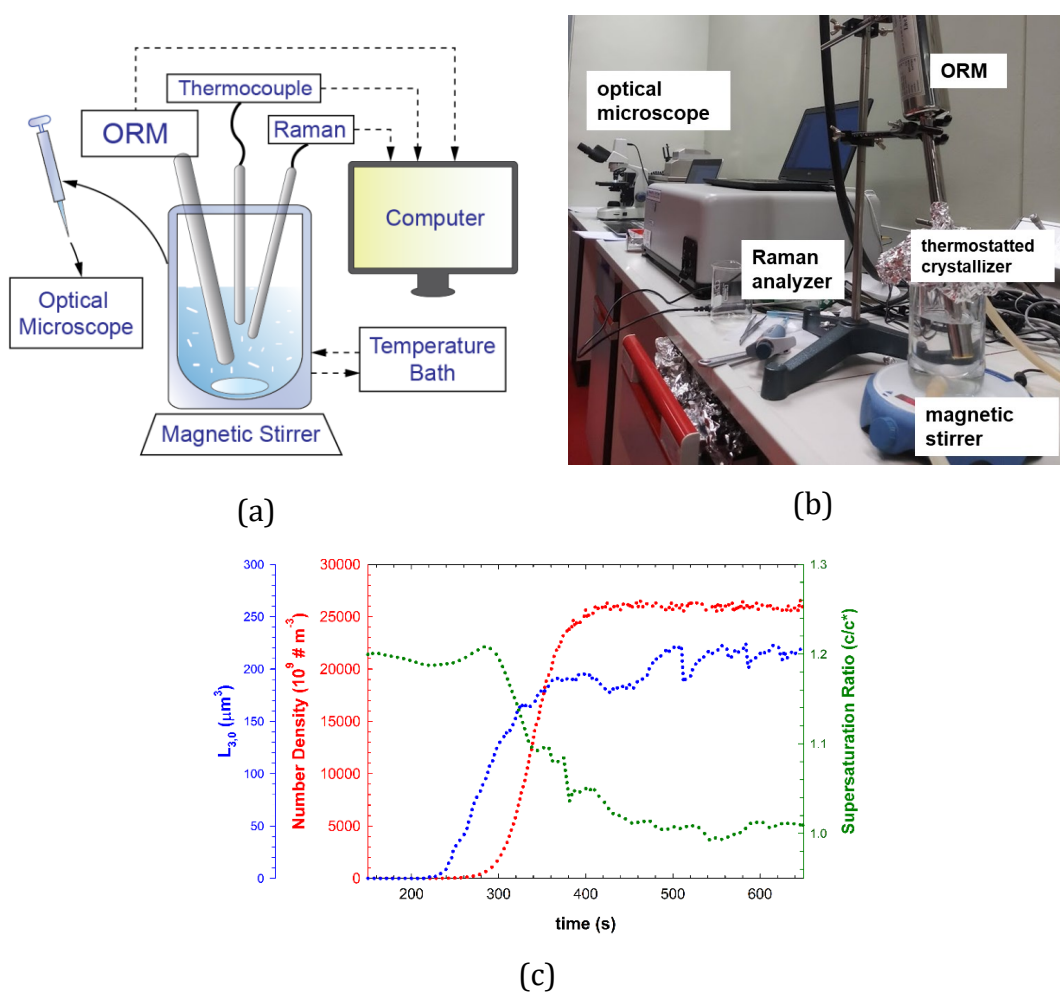 Thermocouple
ORM
Raman
Computer
Optical
Microscope
Temperature
Bath
Magnetic Stirrer
(a)
optical
microscope
ORM
Raman
analyzer
thermostatted
crystallizer
magnetic
stirrer
(b)
300
250
200
150
100
50
0
L3,0 (μm³)
30000
25000
20000
15000
10000
5000
0
Number Density (10⁹ # m⁻³)
1.3
1.2
1.1
1.0
Supersaturation Ratio (c/c*)
200 300 400 500 600
time (s)
(c)